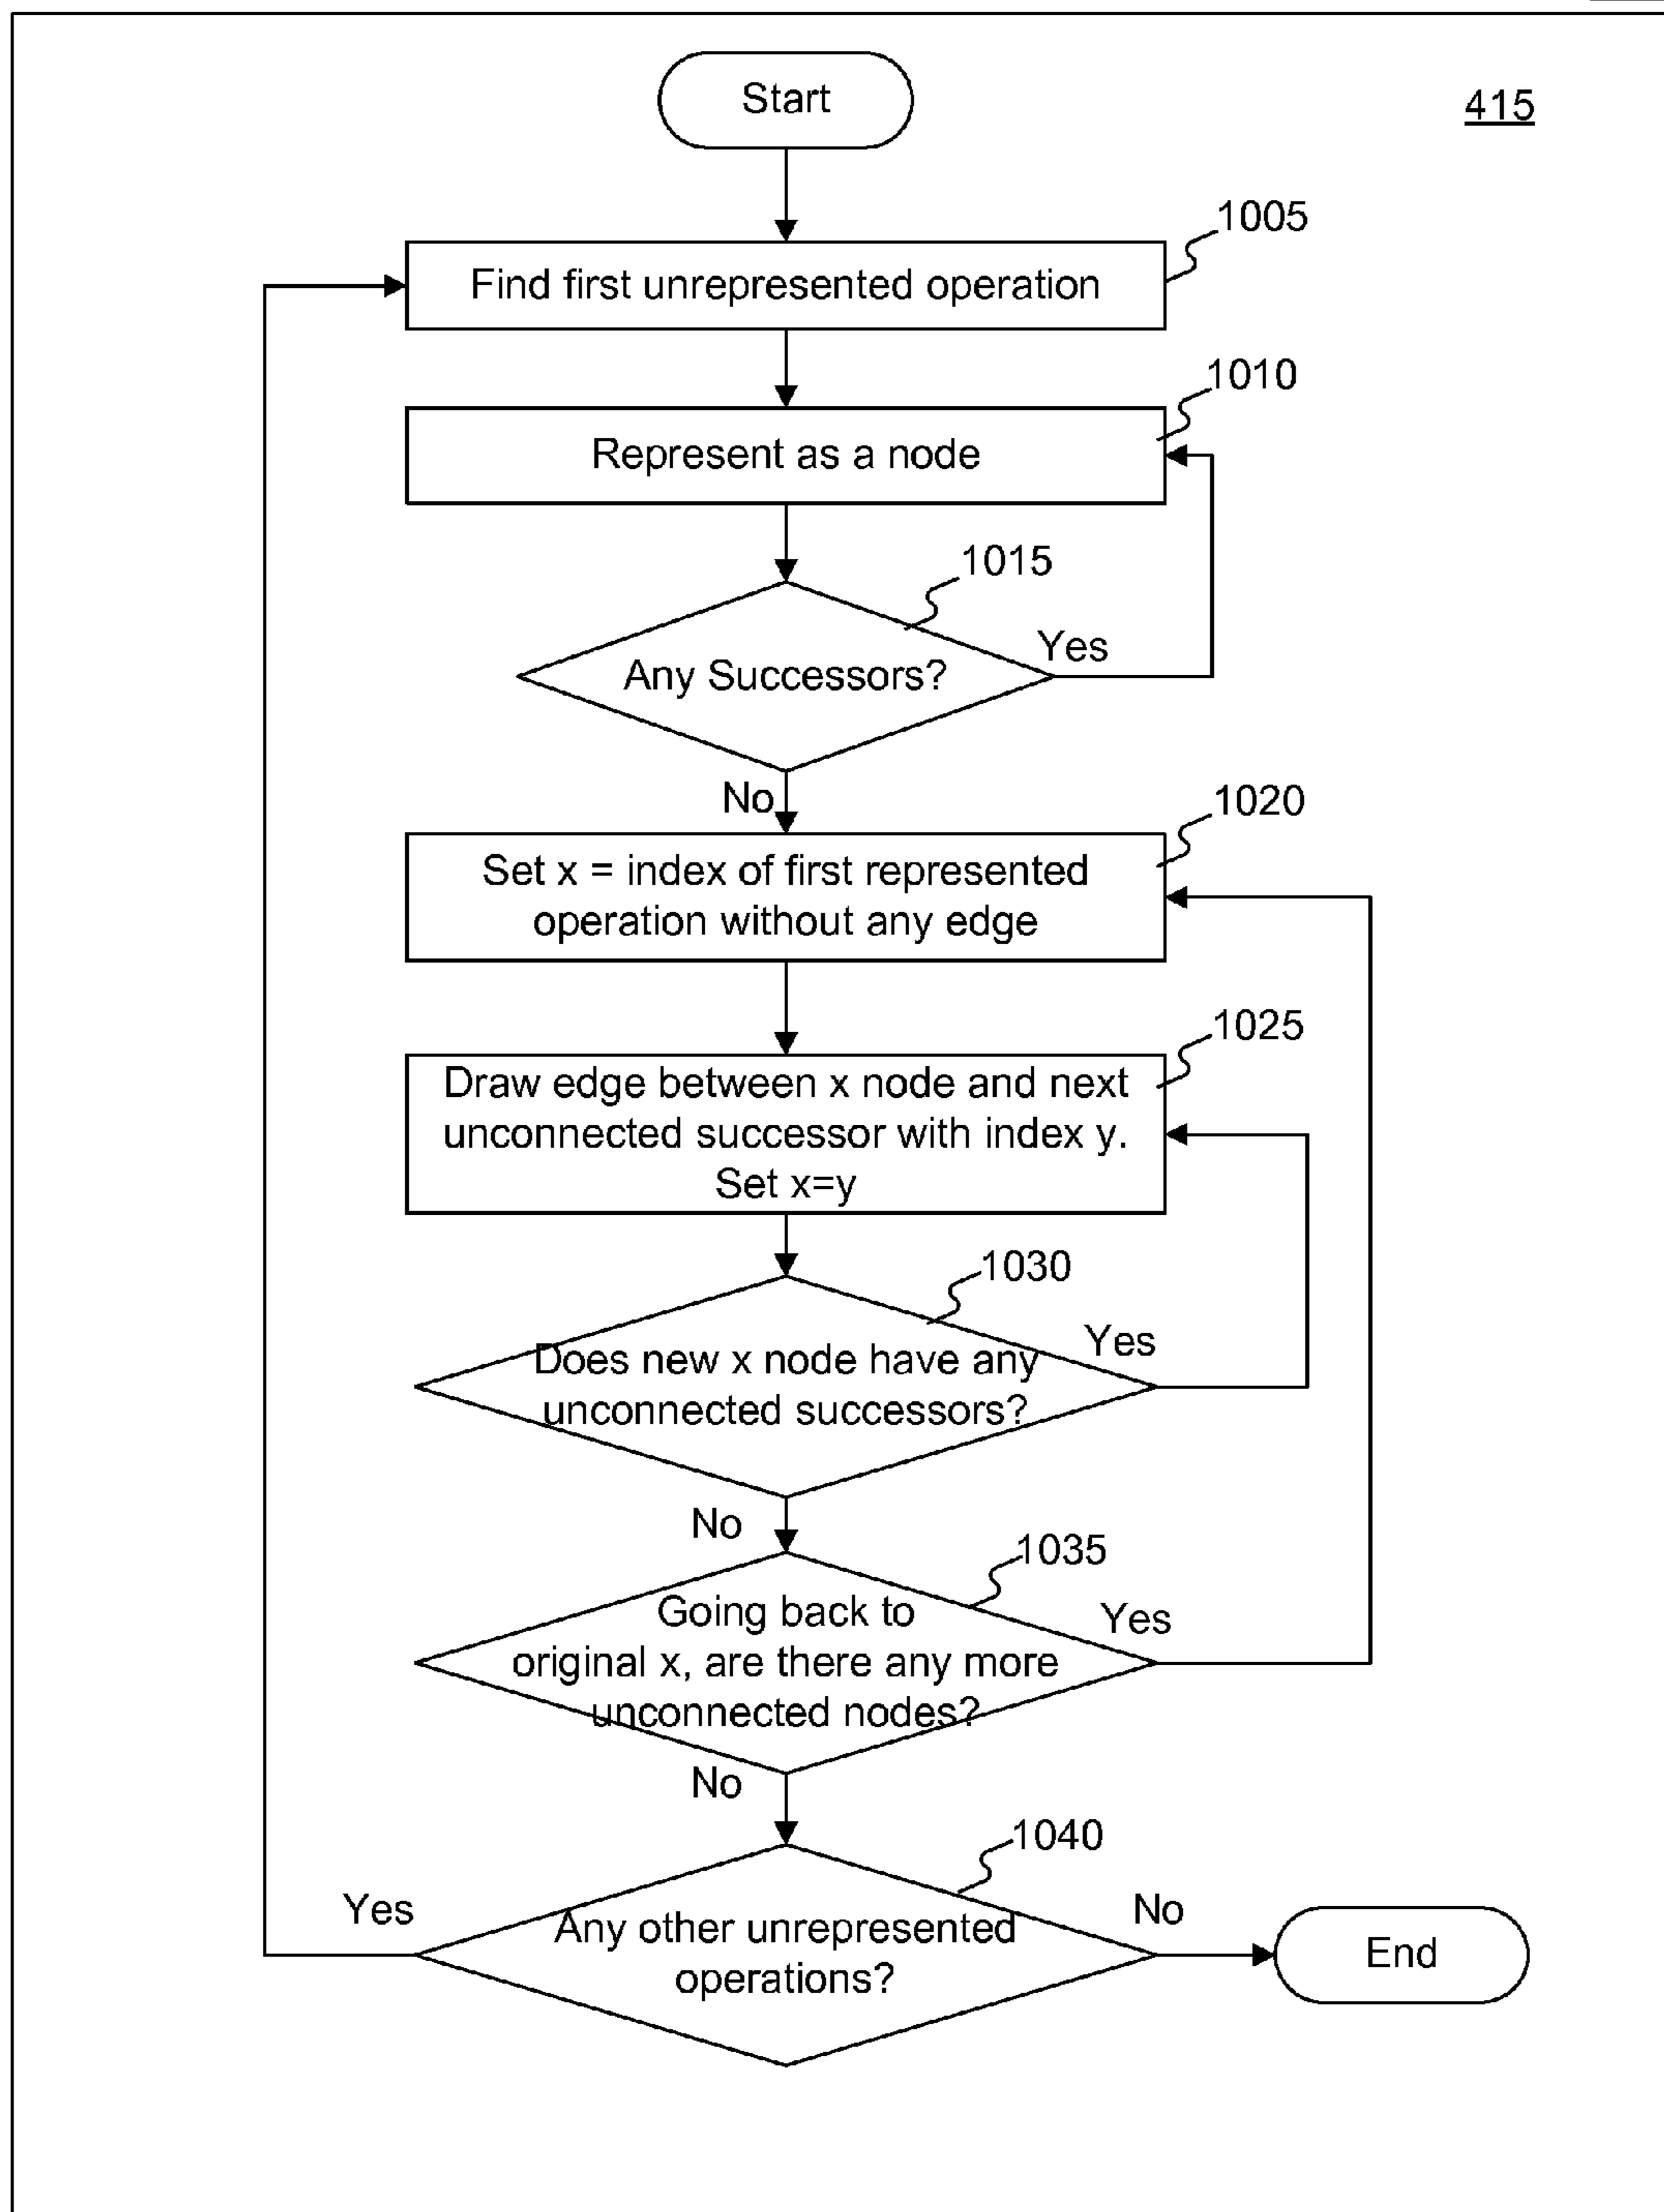 Start
415
1005
Find first unrepresented operation
1010
Represent as a node
1015
Any Successors?
Yes
No
1020
Set x = index of first represented
operation without any edge
1025
Draw edge between x node and next
unconnected successor with index y.
Set x=y
1030
Does new x node have any
unconnected successors?
Yes
No
1035
Going back to
original x, are there any more
unconnected nodes?
Yes
No
1040
Any other unrepresented
operations?
Yes
No
End